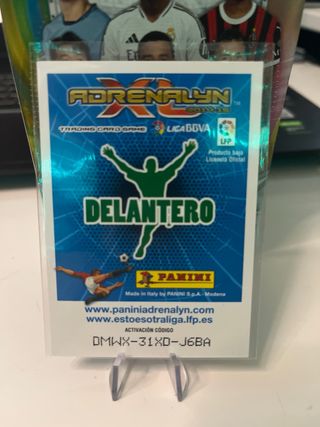 ADRENALYN
XL
TRADING CARD GAME
LIGA BBVA
LFP
Producto bajo
Licencia Oficial
DELANTERO
PANINI
Made in Italy by PANINI S.p.A. - Modena
www.paniniadrenalyn.com
www.estoesotraliga.lfp.es
ACTIVACIÓN CÓDIGO
DMWX-31XD-J6BA